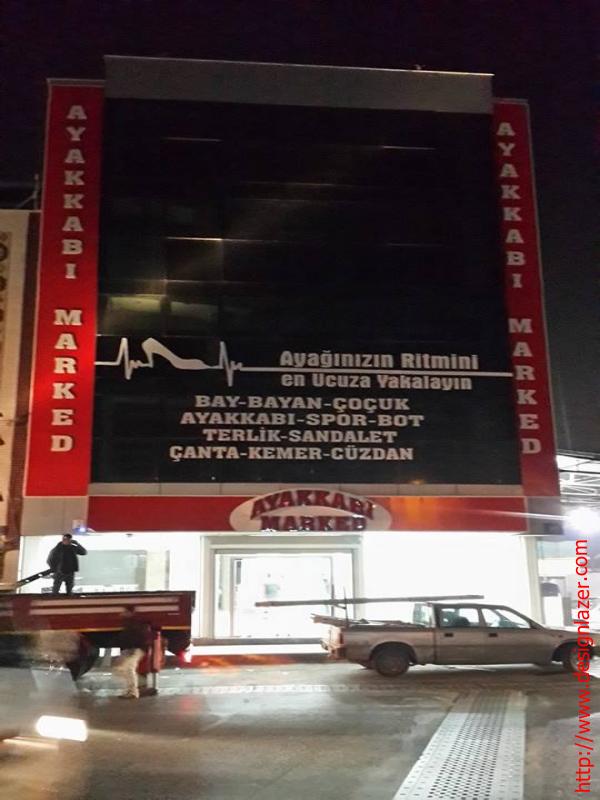 AYAKKABI MARKED
AYAKKABI MARKED
Ayağınızın Ritmini
en Ucuza Yakalayın
BAY-BAYAN-ÇOÇUK
AYAKKABI-SPOR-BOT
TERLİK-SANDALET
ÇANTA-KEMER-CÜZDAN
AYAKKABI
MARKED
http://www.designlazer.com